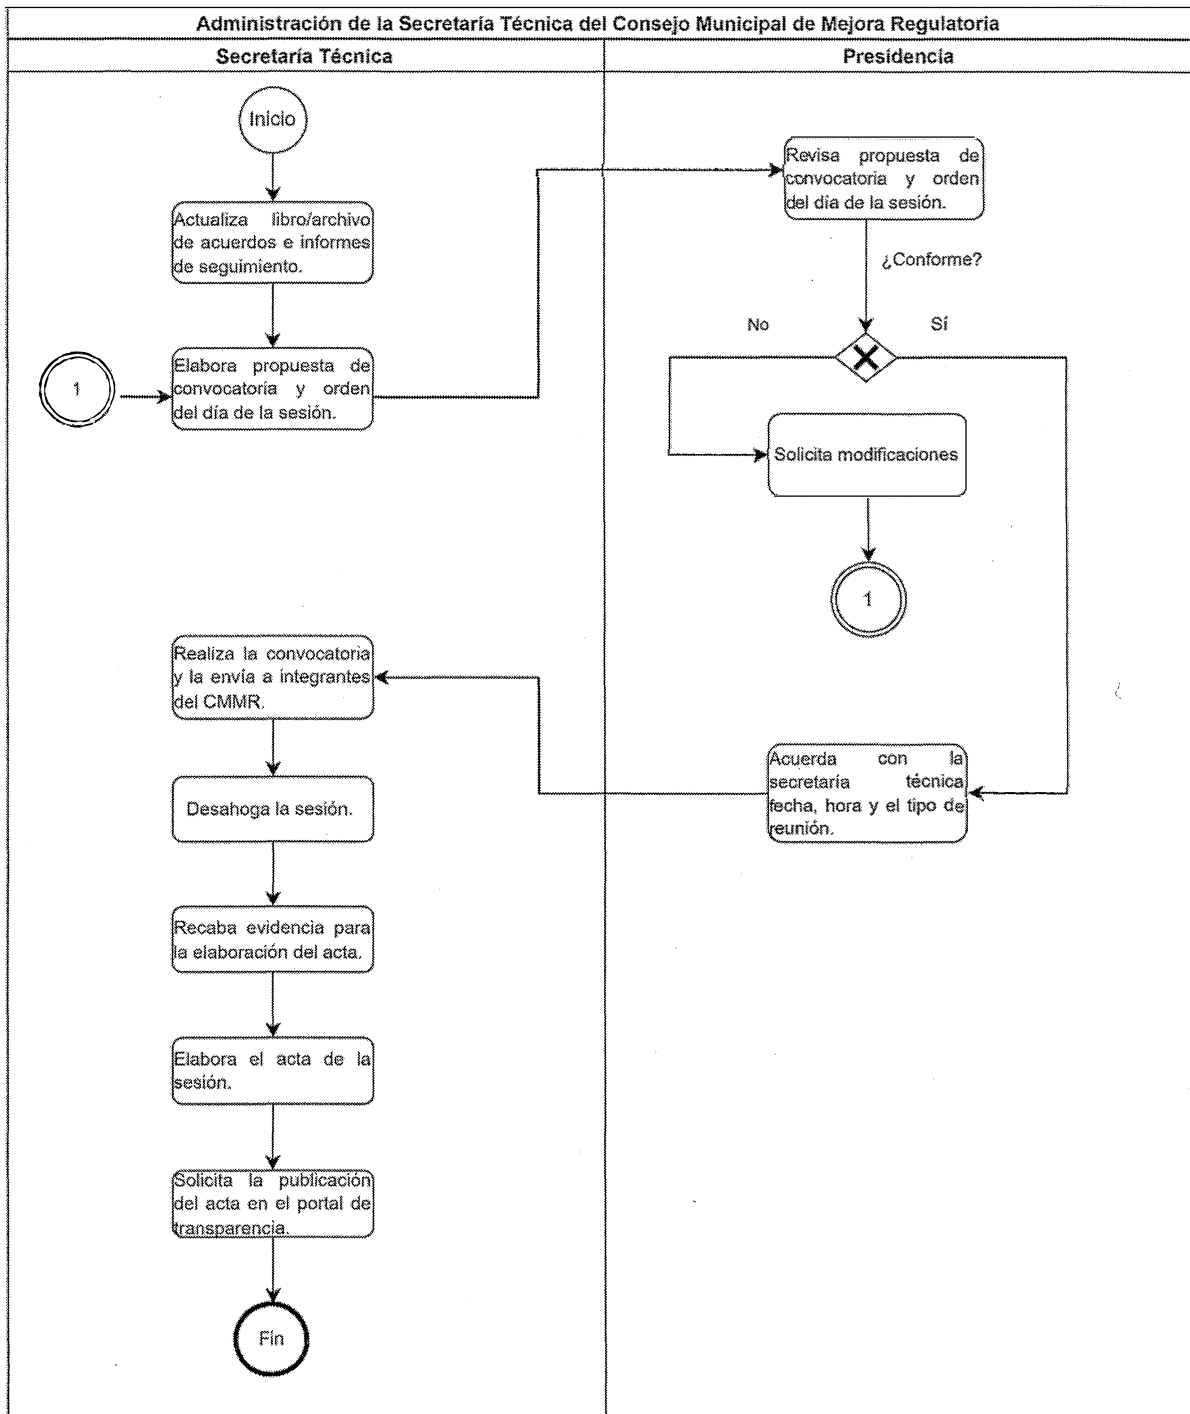 Administración de la Secretaría Técnica del Consejo Municipal de Mejora Regulatoria
Secretaría Técnica
Presidencia
Inicio
Actualiza libro/archivo
de acuerdos e informes
de seguimiento.
1
Elabora propuesta de
convocatoria y orden
del día de la sesión.
Revisa propuesta de
convocatoria y orden
del día de la sesión.
¿Conforme?
No
Sí
Solicita modificaciones
1
Acuerda con la
secretaría técnica
fecha, hora y el tipo de
reunión.
Realiza la convocatoria
y la envía a integrantes
del CMMR.
Desahoga la sesión.
Recaba evidencia para
la elaboración del acta.
Elabora el acta de la
sesión.
Solicita la publicación
del acta en el portal de
transparencia.
Fin